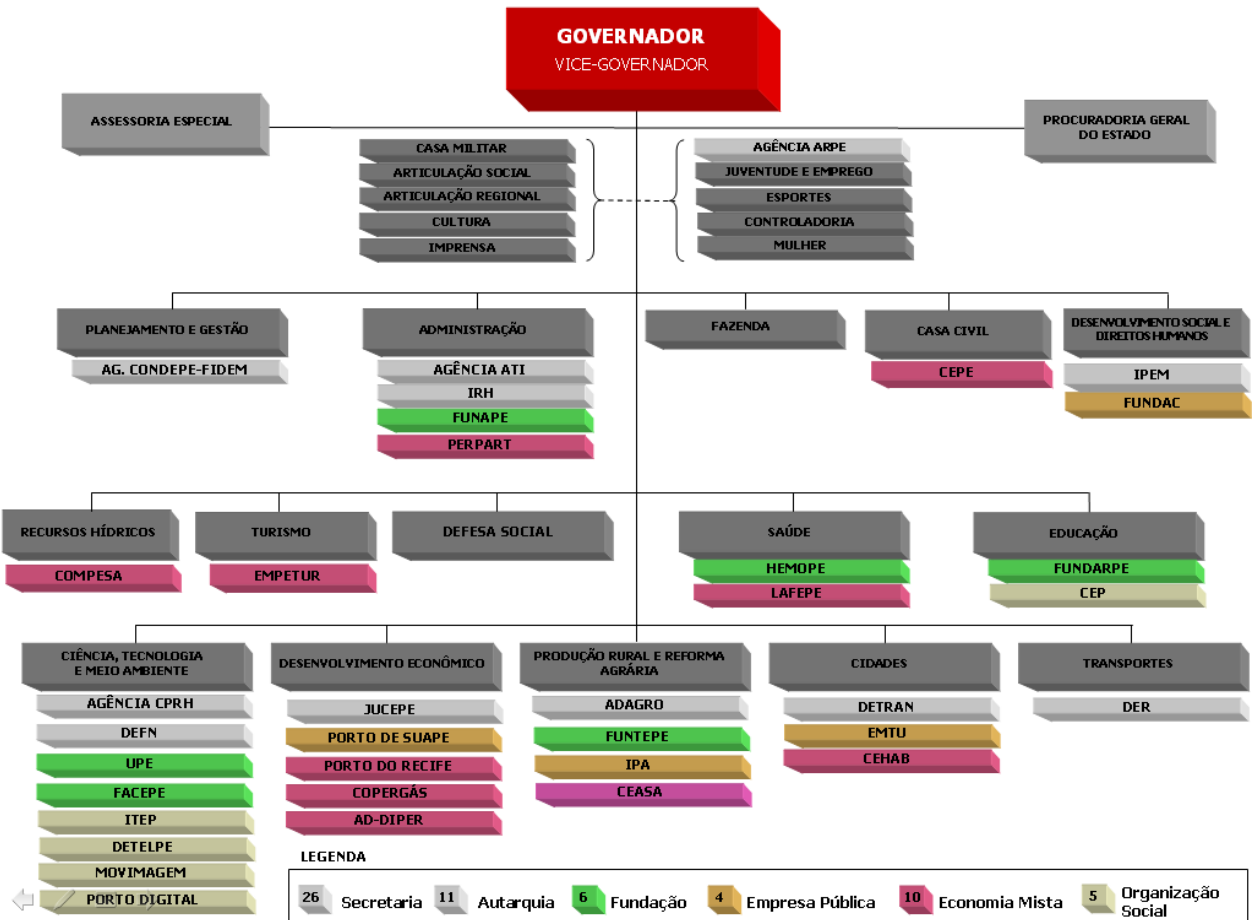 GOVERNADOR
VICE-GOVERNADOR
ASSESSORIA ESPECIAL
PROCURADORIA GERAL
DO ESTADO
CASA MILITAR
ARTICULAÇÃO SOCIAL
ARTICULAÇÃO REGIONAL
CULTURA
IMPRENSA
AGÊNCIA ARPE
JUVENTUDE E EMPREGO
ESPORTES
CONTROLADORIA
MULHER
PLANEJAMENTO E GESTÃO
AG. CONDEPE-FIDEM
ADMINISTRAÇÃO
AGÊNCIA ATI
IRH
FUNAPE
PERPART
FAZENDA
CASA CIVIL
CEPE
DESENVOLVIMENTO SOCIAL E
DIREITOS HUMANOS
IPEM
FUNDAC
RECURSOS HÍDRICOS
COMPESA
TURISMO
EMPETUR
DEFESA SOCIAL
SAÚDE
HEMOPE
LAFEPE
EDUCAÇÃO
FUNDARPE
CEP
CIÊNCIA, TECNOLOGIA
E MEIO AMBIENTE
AGÊNCIA CPRH
DEFN
UPE
FACEPE
ITEP
DETELPE
MOVIMAGEM
PORTO DIGITAL
DESENVOLVIMENTO ECONÔMICO
JUCEPE
PORTO DE SUAPE
PORTO DO RECIFE
COPERGÁS
AD-DIPER
PRODUÇÃO RURAL E REFORMA
AGRÁRIA
ADAGRO
FUNTEPE
IPA
CEASA
CIDADES
DETRAN
EMTU
CEHAB
TRANSPORTES
DER
LEGENDA
26 Secretaria
11 Autarquia
6 Fundação
4 Empresa Pública
10 Economia Mista
5 Organização
Social